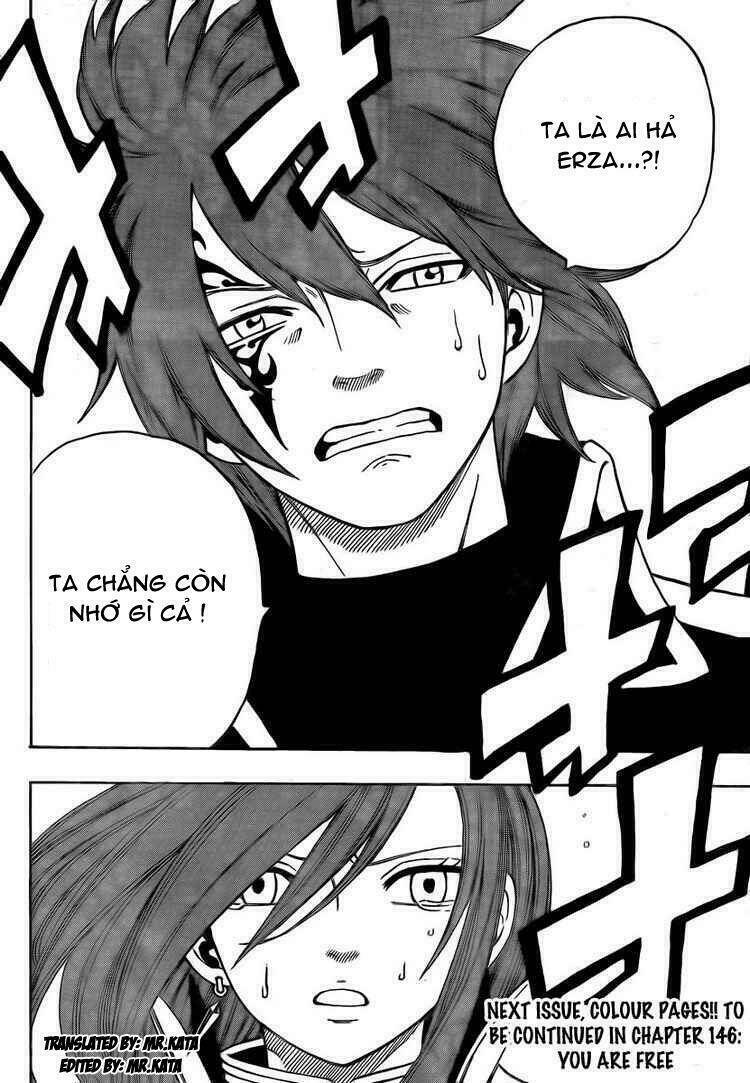 TA LÀ AI HẢ
ERZA...?!
TA CHẲNG CÒN
NHỚ GÌ CẢ !
NEXT ISSUE, COLOUR PAGES!! TO
BE CONTINUED IN CHAPTER 146:
YOU ARE FREE
TRANSLATED BY: MR.KATA
EDITED BY: MR.KATA